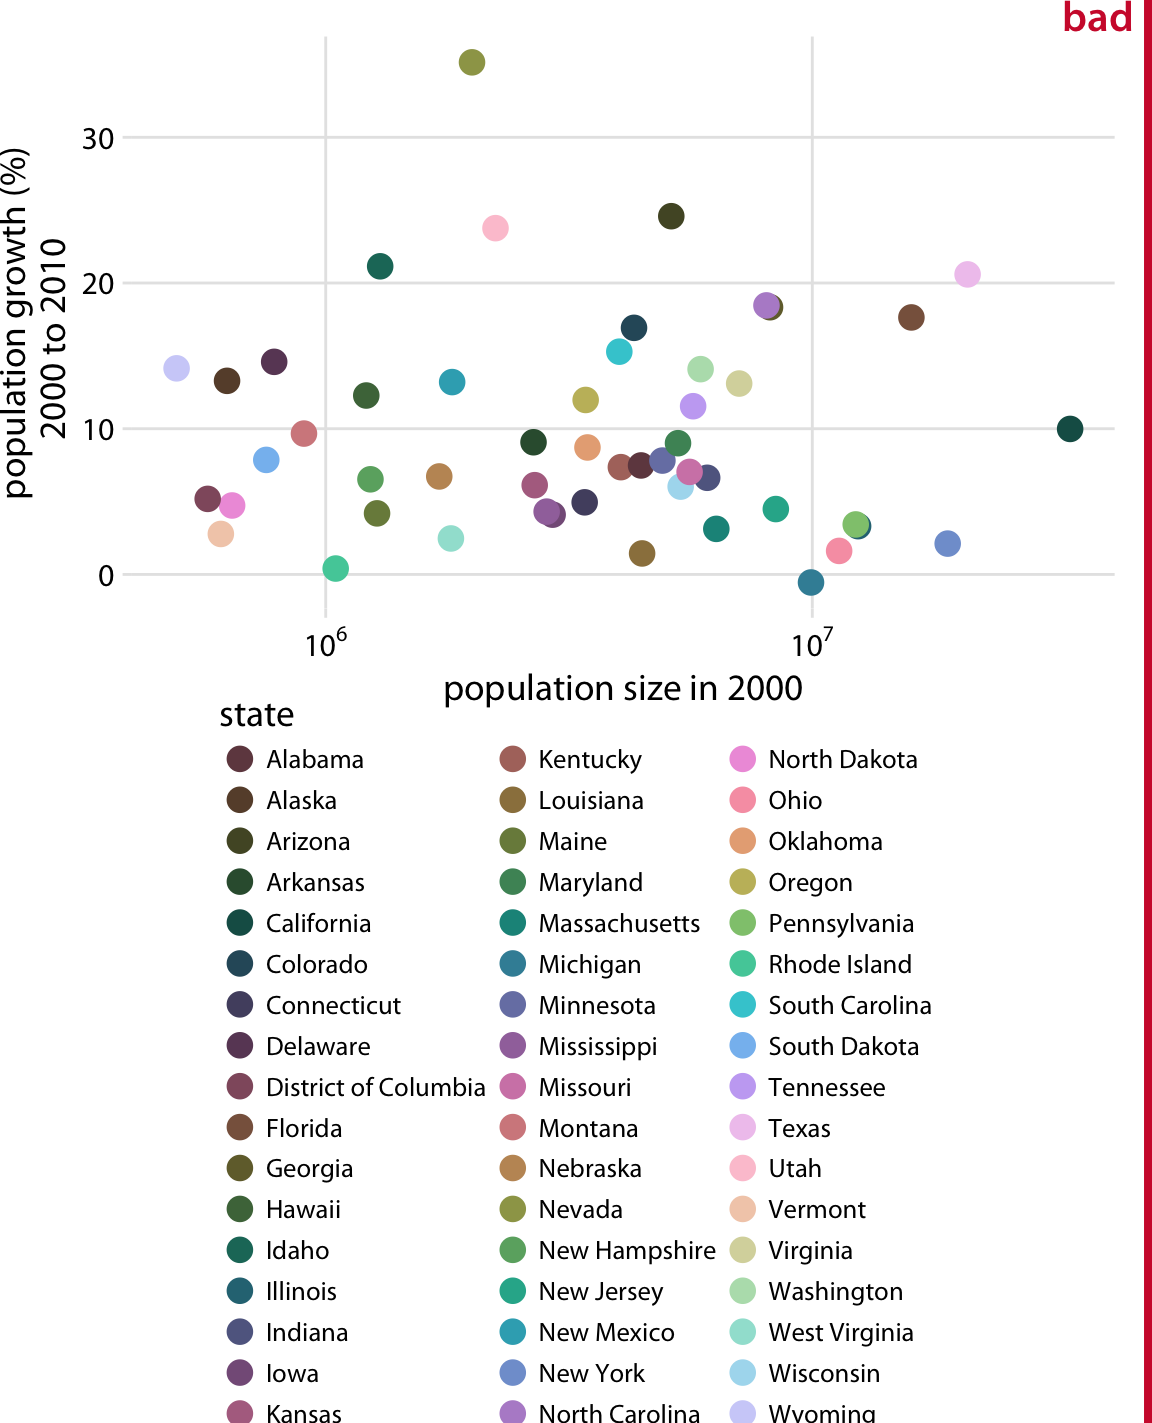 bad
population growth (%)
2000 to 2010
30
20
10
0
10⁶
10⁷
population size in 2000
state
Alabama
Alaska
Arizona
Arkansas
California
Colorado
Connecticut
Delaware
District of Columbia
Florida
Georgia
Hawaii
Idaho
Illinois
Indiana
Iowa
Kansas
Kentucky
Louisiana
Maine
Maryland
Massachusetts
Michigan
Minnesota
Mississippi
Missouri
Montana
Nebraska
Nevada
New Hampshire
New Jersey
New Mexico
New York
North Carolina
North Dakota
Ohio
Oklahoma
Oregon
Pennsylvania
Rhode Island
South Carolina
South Dakota
Tennessee
Texas
Utah
Vermont
Virginia
Washington
West Virginia
Wisconsin
Wyoming